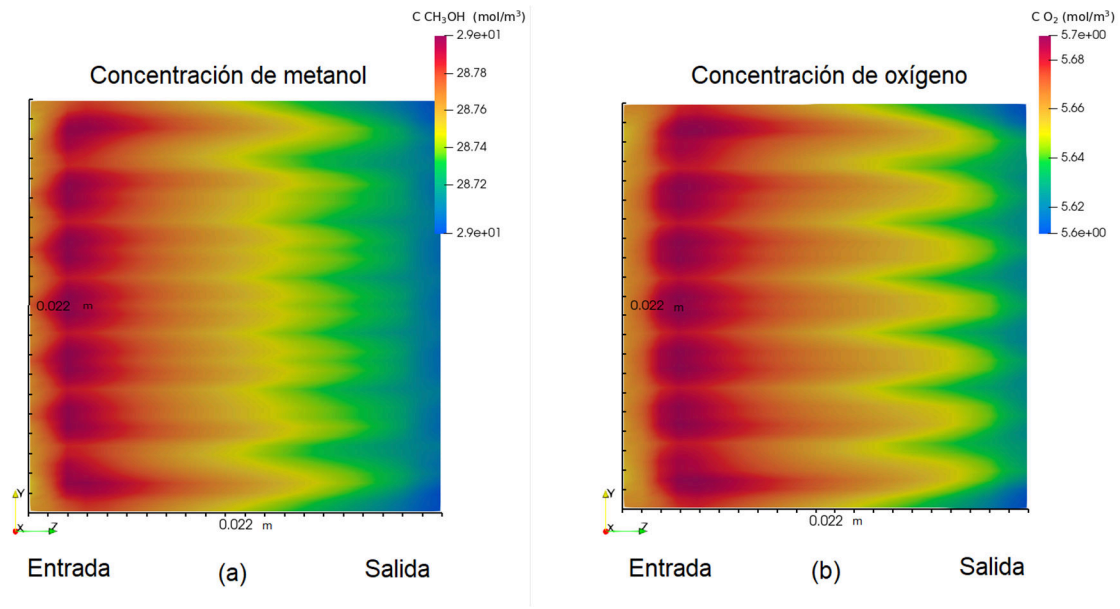 C CH₃OH (mol/m³)
2.9e+01
28.78
28.76
28.74
28.72
2.9e+01
Concentración de metanol
0.022 m
0.022 m
Y
X Z
Entrada (a) Salida
C O₂ (mol/m³)
5.7e+00
5.68
5.66
5.64
5.62
5.6e+00
Concentración de oxígeno
0.022 m
0.022 m
Y
X Z
Entrada (b) Salida